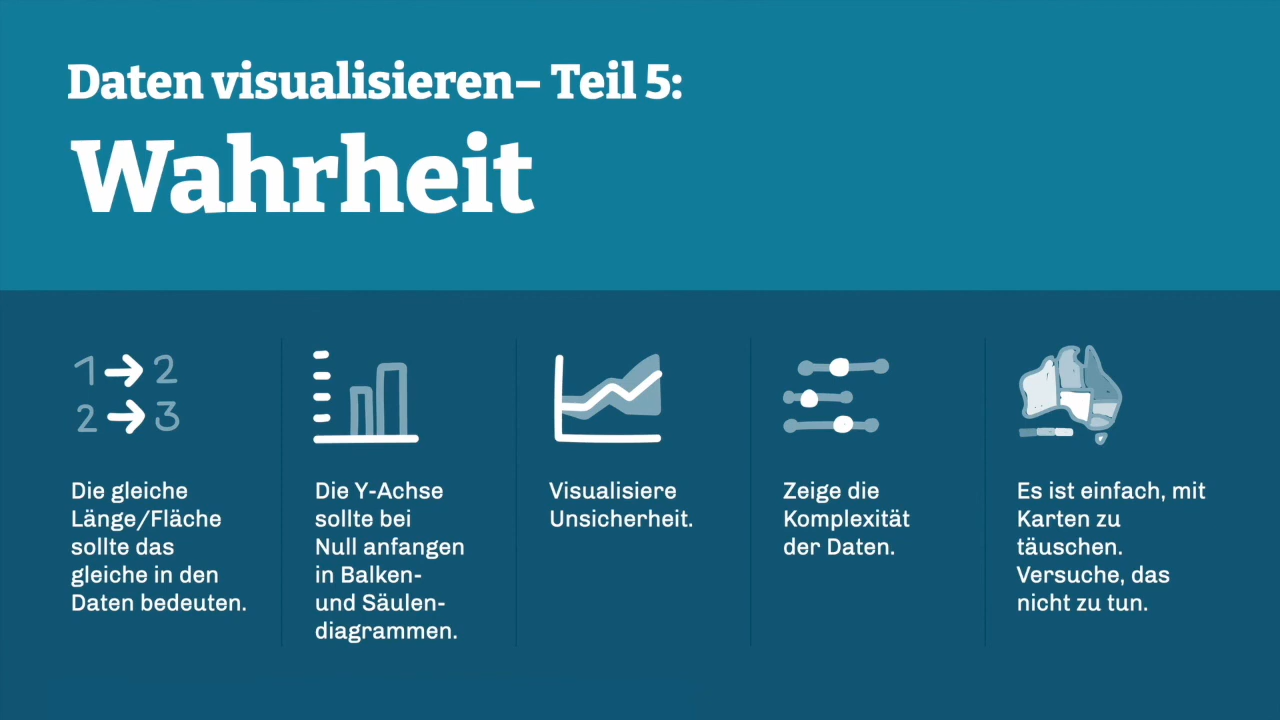 Daten visualisieren– Teil 5:
Wahrheit
1 → 2
2 → 3
Die gleiche
Länge/Fläche
sollte das
gleiche in den
Daten bedeuten.
Die Y-Achse
sollte bei
Null anfangen
in Balken-
und Säulen-
diagrammen.
Visualisiere
Unsicherheit.
Zeige die
Komplexität
der Daten.
Es ist einfach, mit
Karten zu
täuschen.
Versuche, das
nicht zu tun.